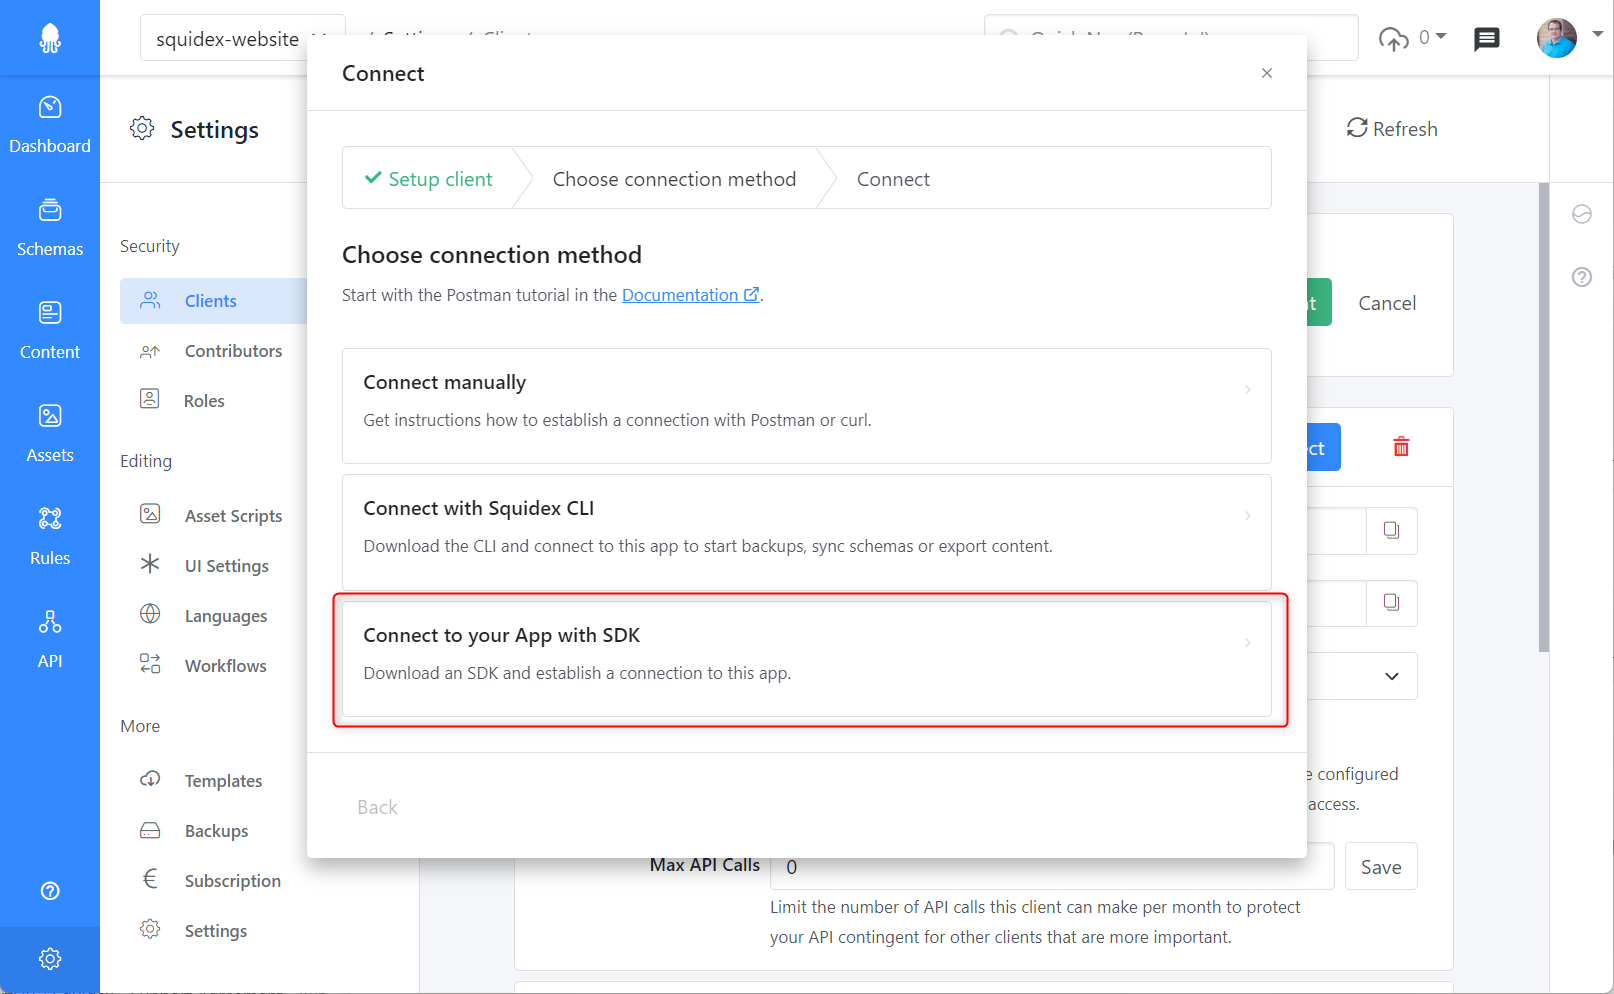 squidex-website
0
Connect
×
Dashboard
Settings
Refresh
Setup client
Choose connection method
Connect
Schemas
Security
Choose connection method
Start with the Postman tutorial in the Documentation.
Clients
Cancel
Content
Contributors
Connect manually
Roles
Get instructions how to establish a connection with Postman or curl.
Assets
Editing
Asset Scripts
Connect with Squidex CLI
Download the CLI and connect to this app to start backups, sync schemas or export content.
Rules
UI Settings
Languages
Connect to your App with SDK
API
Workflows
Download an SDK and establish a connection to this app.
More
Templates
configured
access.
Back
Backups
Max API Calls
0
Save
Subscription
Limit the number of API calls this client can make per month to protect
your API contingent for other clients that are more important.
Settings